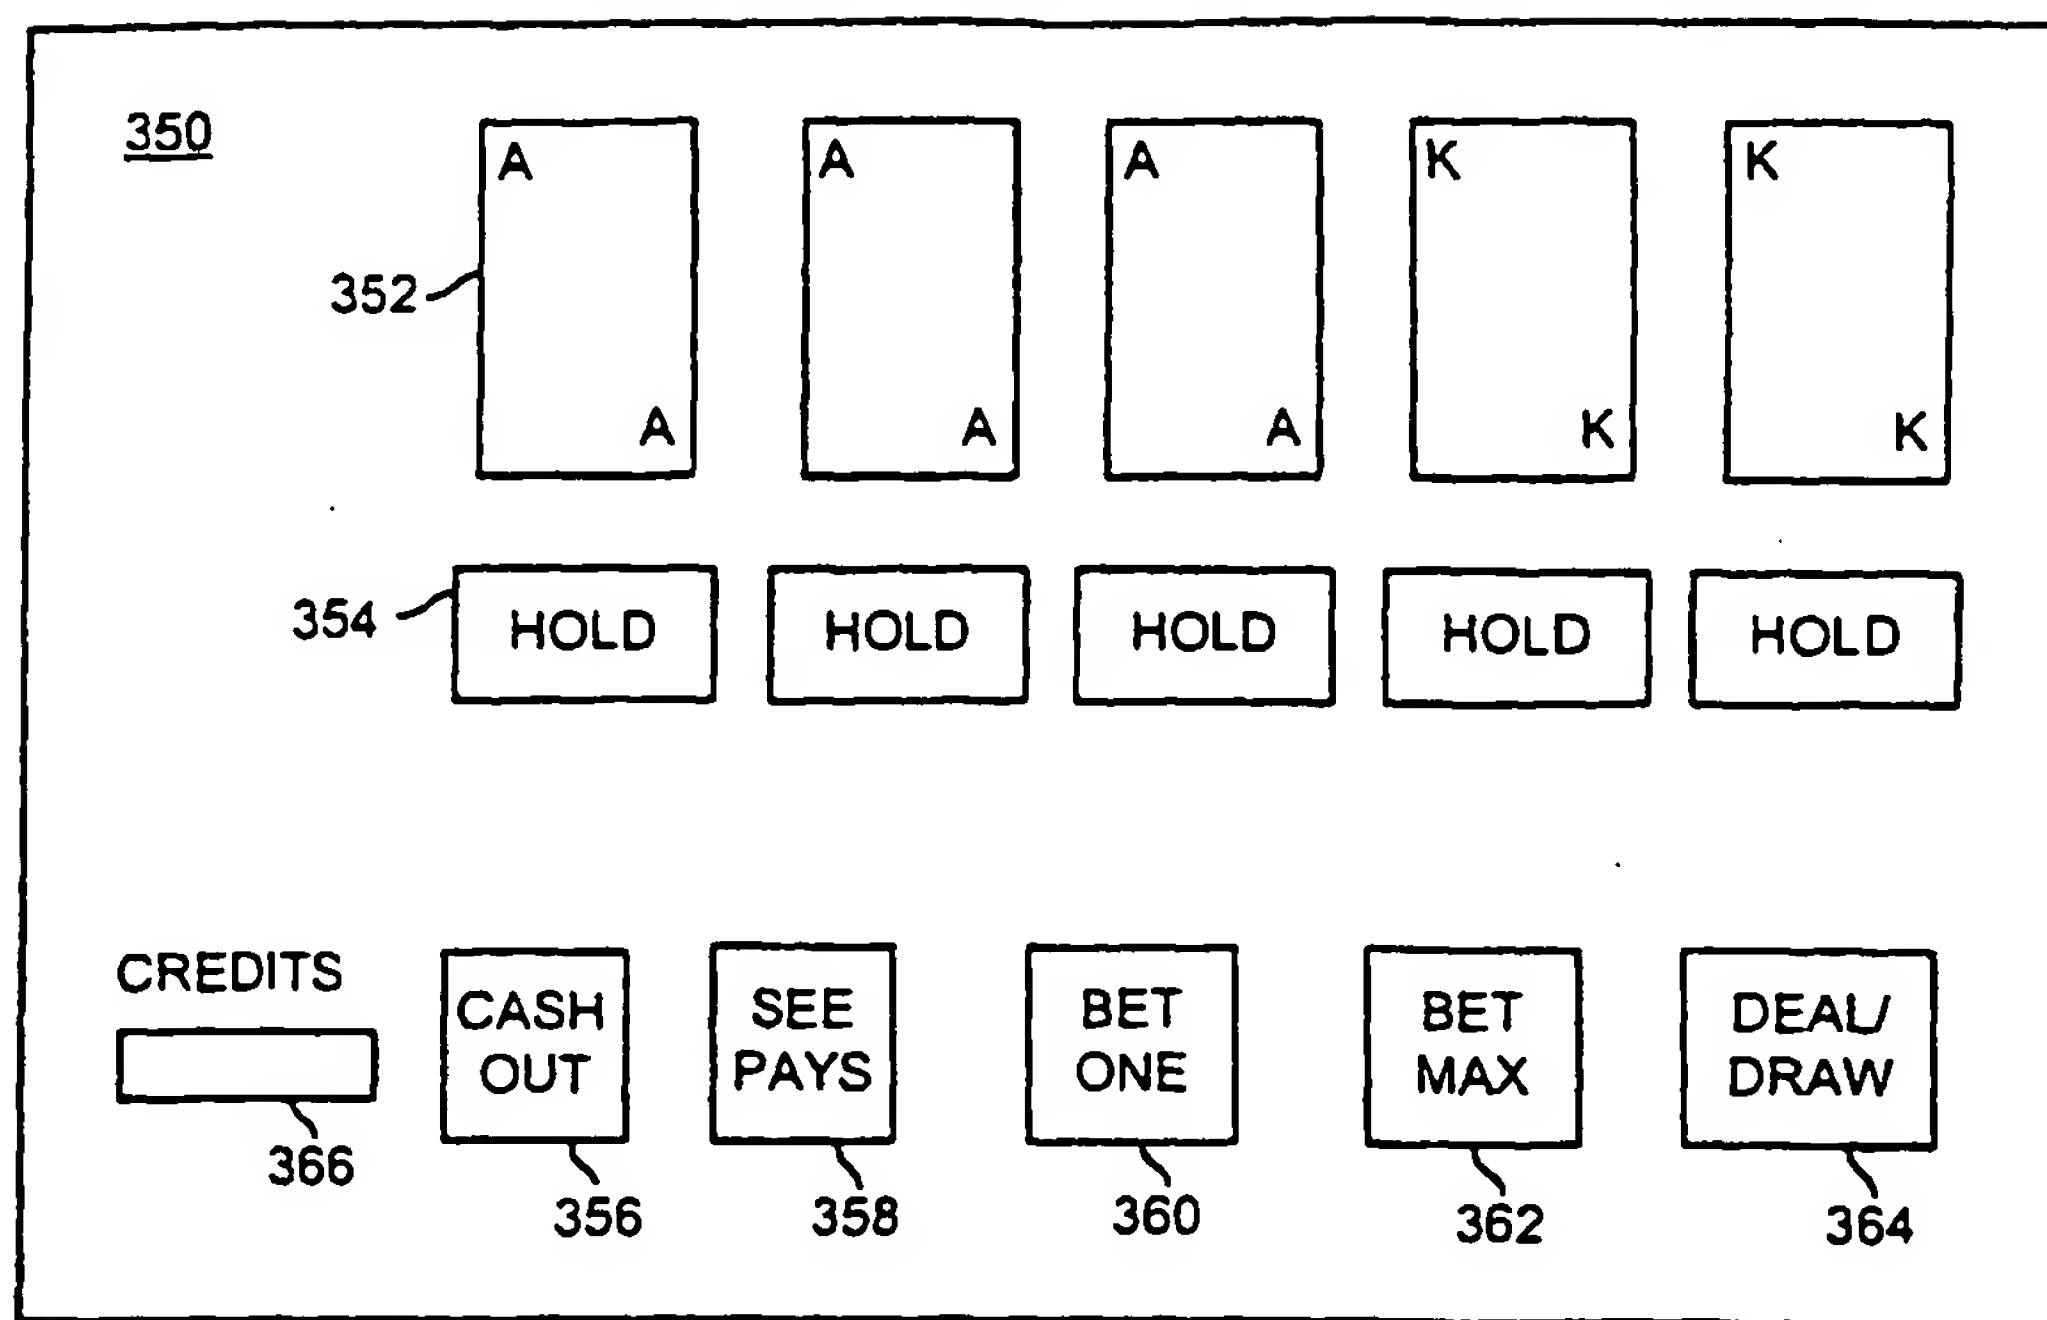 350
A A A K K
352
A A A K K
354 HOLD HOLD HOLD HOLD HOLD
CREDITS
CASH OUT
SEE PAYS
BET ONE
BET MAX
DEAL/ DRAW
366
356 358 360 362 364